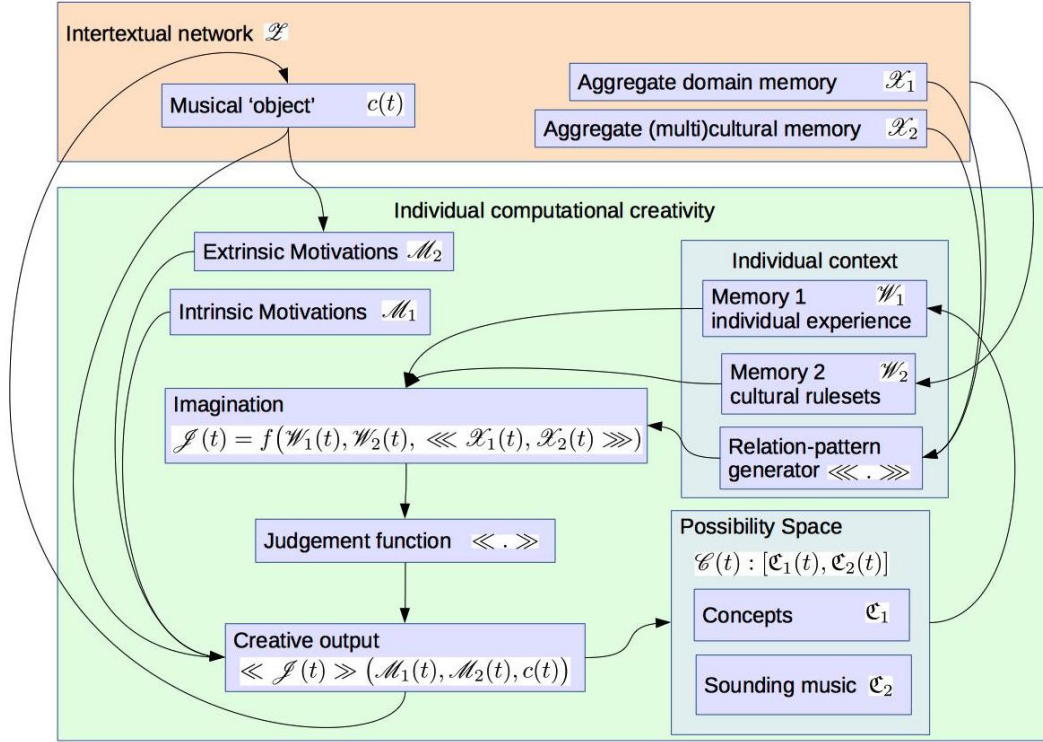 Intertextual network 𝒵
Musical ‘object’ c(t)
Aggregate domain memory 𝒳₁
Aggregate (multi)cultural memory 𝒳₂
Individual computational creativity
Extrinsic Motivations ℳ₂
Intrinsic Motivations ℳ₁
Individual context
Memory 1 𝒲₁
individual experience
Memory 2 𝒲₂
cultural rulesets
Relation-pattern
generator ⋘ . ⋙
Imagination
𝒥(t) = f(𝒲₁(t), 𝒲₂(t), ⋘ 𝒳₁(t), 𝒳₂(t) ⋙)
Judgement function ≪ . ≫
Creative output
≪ 𝒥(t) ≫ (ℳ₁(t), ℳ₂(t), c(t))
Possibility Space
𝒞(t) : [ℭ₁(t), ℭ₂(t)]
Concepts ℭ₁
Sounding music ℭ₂